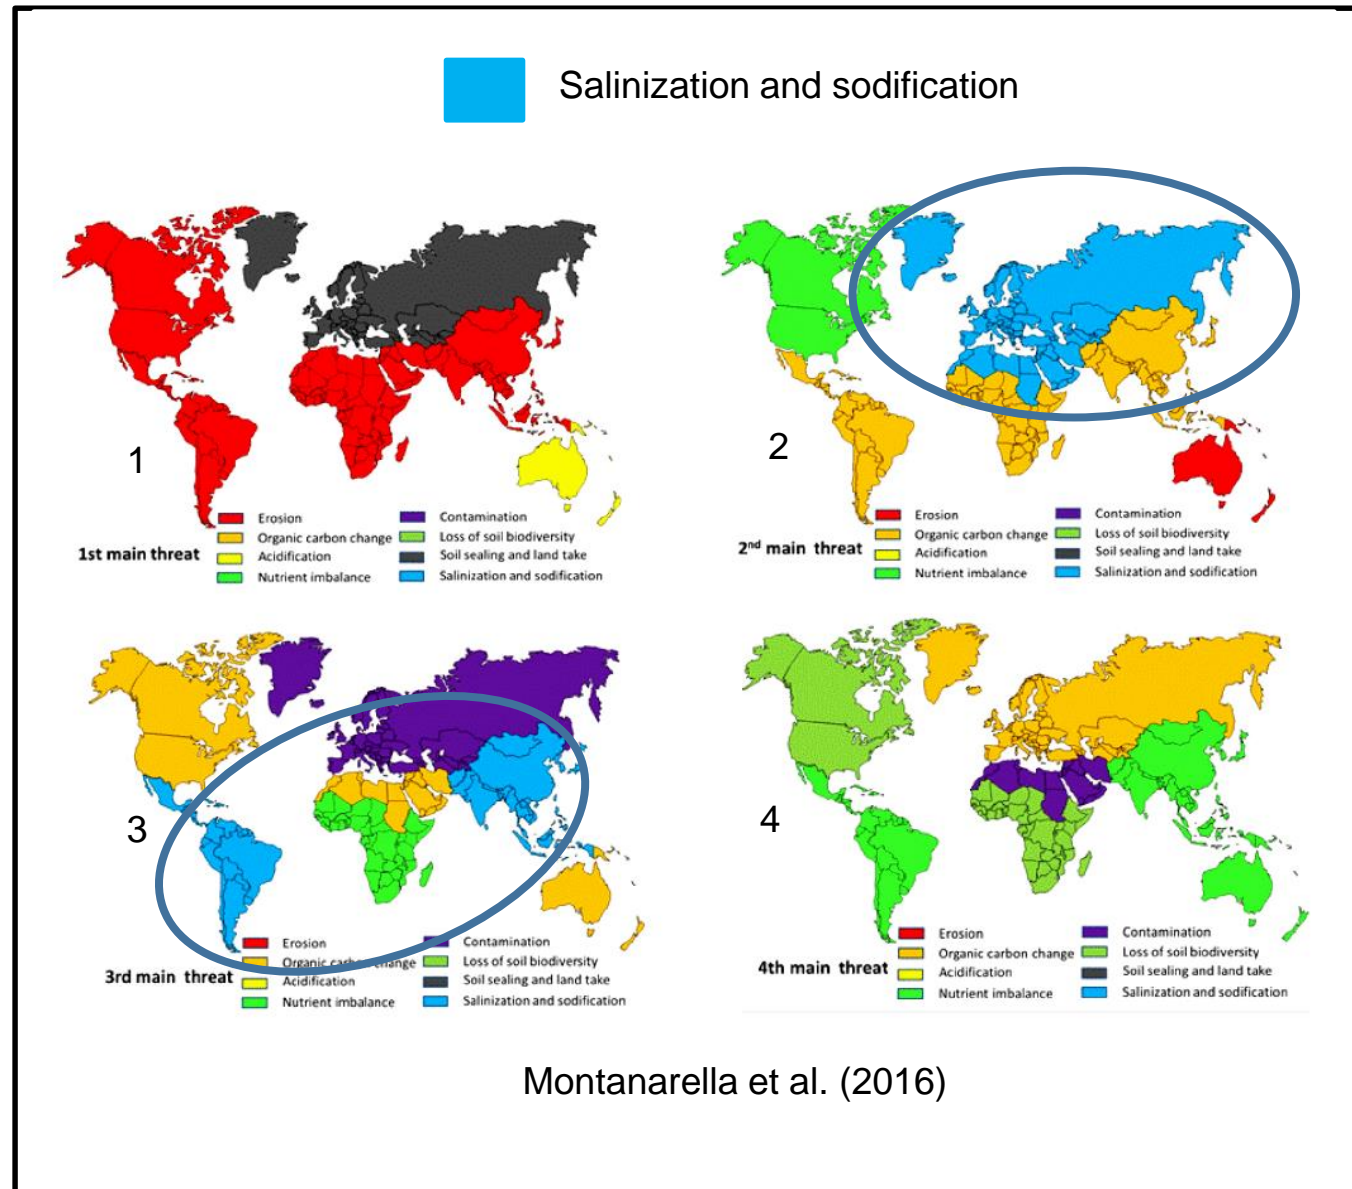 Salinization and sodification
1
Erosion
Organic carbon change
Acidification
Nutrient imbalance
Contamination
Loss of soil biodiversity
Soil sealing and land take
Salinization and sodification
1st main threat
2
Erosion
Organic carbon change
Acidification
Nutrient imbalance
Contamination
Loss of soil biodiversity
Soil sealing and land take
Salinization and sodification
2nd main threat
3
Erosion
Organic carbon change
Acidification
Nutrient imbalance
Contamination
Loss of soil biodiversity
Soil sealing and land take
Salinization and sodification
3rd main threat
4
Erosion
Organic carbon change
Acidification
Nutrient imbalance
Contamination
Loss of soil biodiversity
Soil sealing and land take
Salinization and sodification
4th main threat
Montanarella et al. (2016)